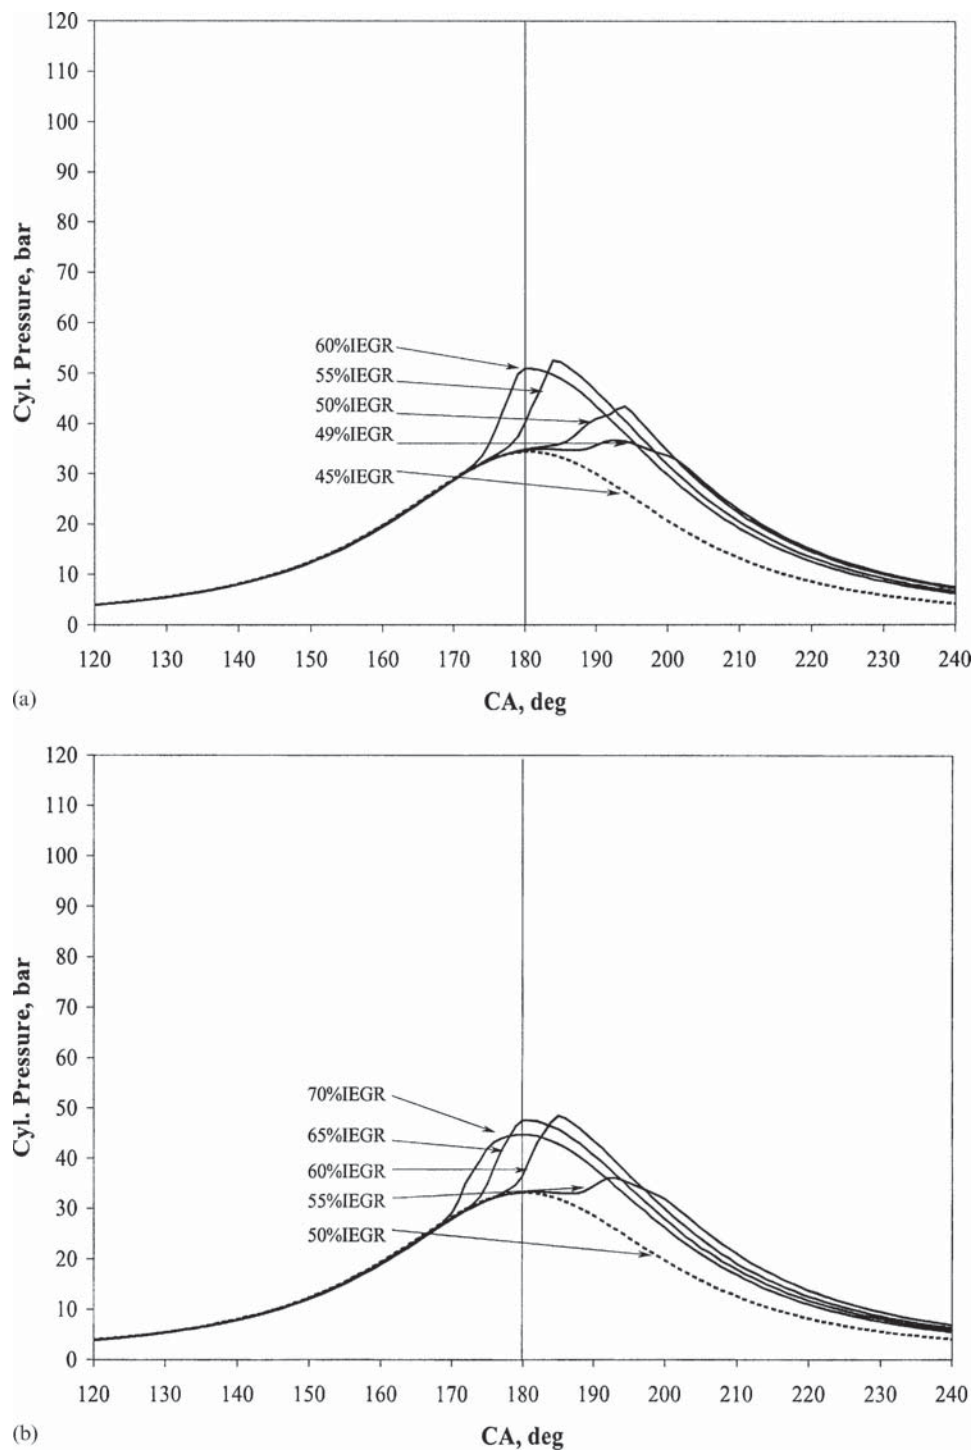 120
110
100
90
80
70
60
50
40
30
20
10
0
Cyl. Pressure, bar
60%IEGR
55%IEGR
50%IEGR
49%IEGR
45%IEGR
120 130 140 150 160 170 180 190 200 210 220 230 240
(a)
CA, deg
120
110
100
90
80
70
60
50
40
30
20
10
0
Cyl. Pressure, bar
70%IEGR
65%IEGR
60%IEGR
55%IEGR
50%IEGR
120 130 140 150 160 170 180 190 200 210 220 230 240
(b)
CA, deg